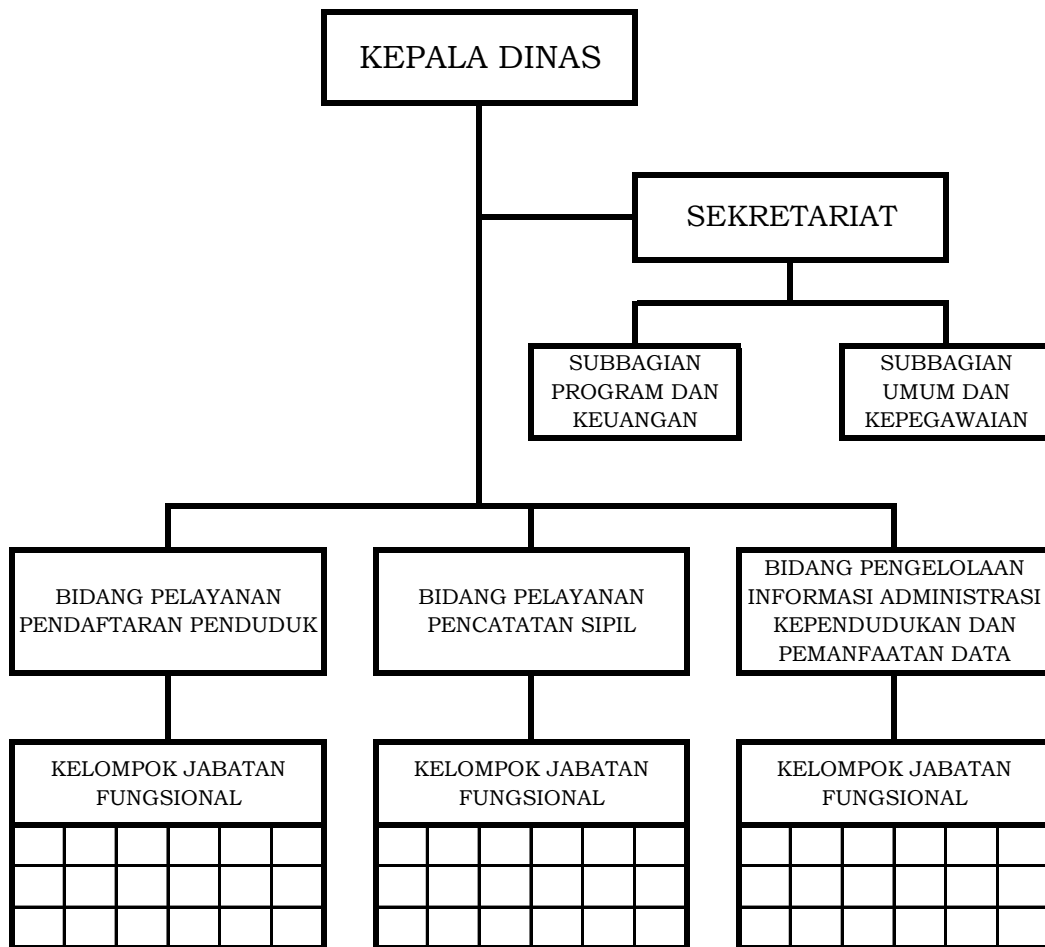 KEPALA DINAS
SEKRETARIAT
SUBBAGIAN
PROGRAM DAN
KEUANGAN
SUBBAGIAN
UMUM DAN
KEPEGAWAIAN
BIDANG PELAYANAN
PENDAFTARAN PENDUDUK
BIDANG PELAYANAN
PENCATATAN SIPIL
BIDANG PENGELOLAAN
INFORMASI ADMINISTRASI
KEPENDUDUKAN DAN
PEMANFAATAN DATA
KELOMPOK JABATAN
FUNGSIONAL
KELOMPOK JABATAN
FUNGSIONAL
KELOMPOK JABATAN
FUNGSIONAL